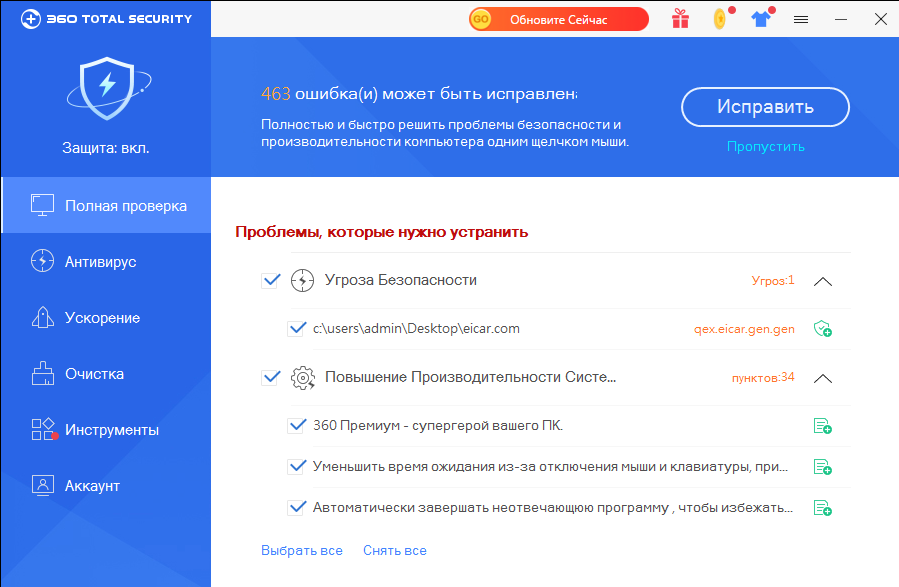 360 TOTAL SECURITY
GO Обновите Сейчас
Защита: вкл.
463 ошибка(и) может быть исправлена
Полностью и быстро решить проблемы безопасности и
производительности компьютера одним щелчком мыши.
Исправить
Пропустить
Полная проверка
Антивирус
Ускорение
Очистка
Инструменты
Аккаунт
Проблемы, которые нужно устранить
Угроза Безопасности Угроз:1
c:\users\admin\Desktop\eicar.com qex.eicar.gen.gen
Повышение Производительности Систе... пунктов:34
360 Премиум - супергерой вашего ПК.
Уменьшить время ожидания из-за отключения мыши и клавиатуры, при...
Автоматически завершать неотвечающюю программу , чтобы избежать...
Выбрать все Снять все